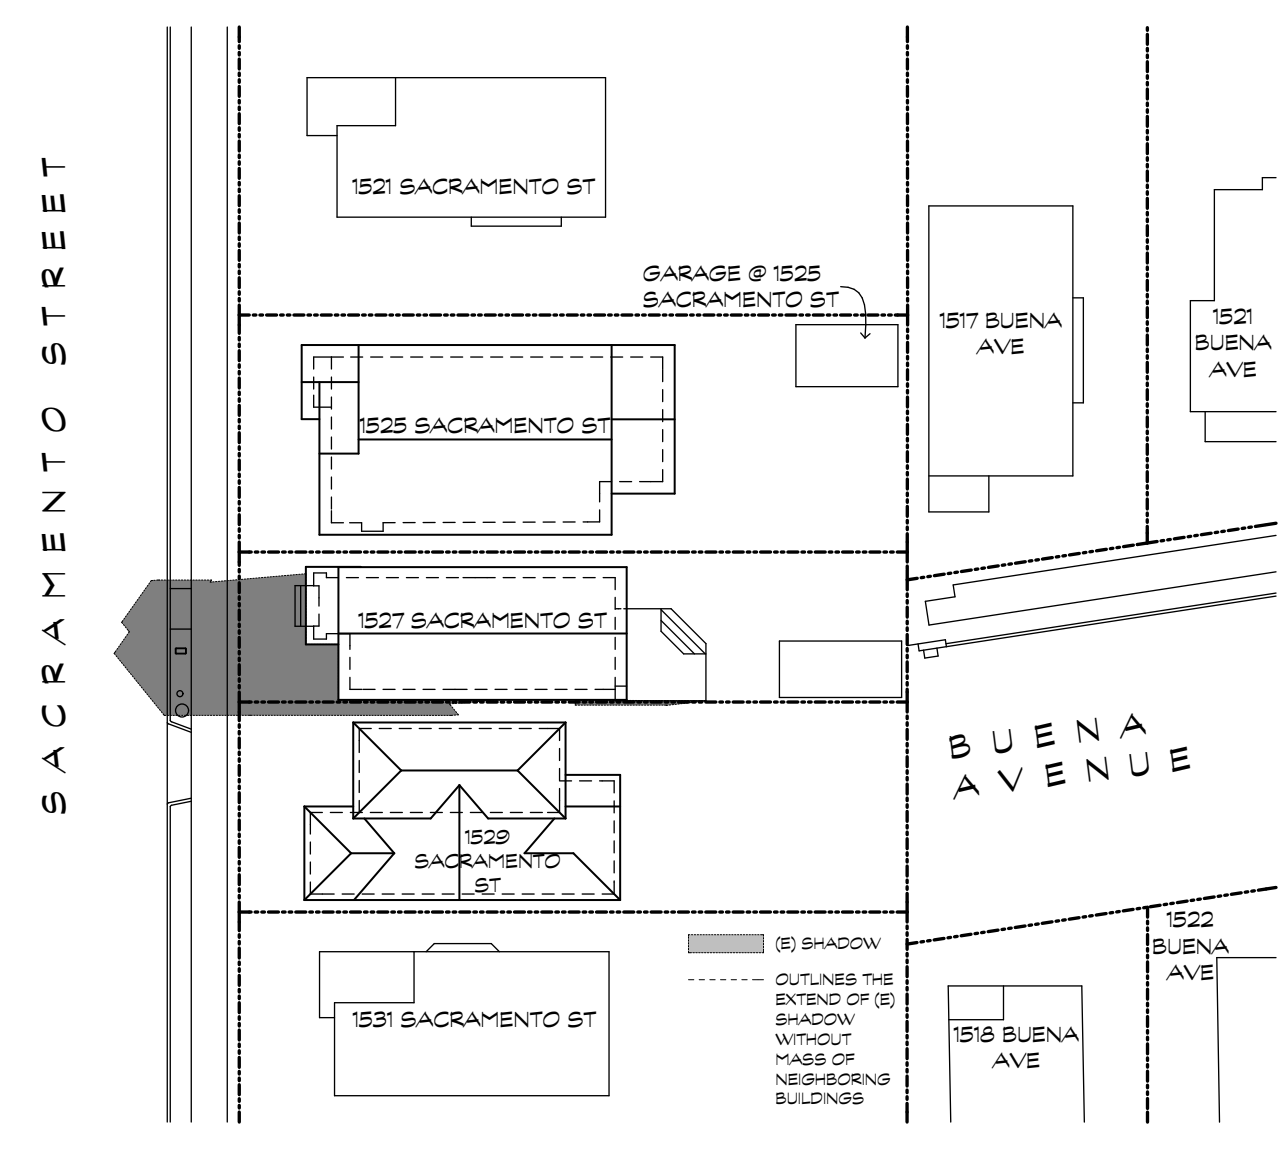 SACRAMENTO STREET
1521 SACRAMENTO ST
GARAGE @ 1525
SACRAMENTO ST
1517 BUENA
AVE
1521
BUENA
AVE
1525 SACRAMENTO ST
1527 SACRAMENTO ST
BUENA
AVENUE
1529
SACRAMENTO
ST
1522
BUENA
AVE
(E) SHADOW
OUTLINES THE
EXTEND OF (E)
SHADOW
WITHOUT
MASS OF
NEIGHBORING
BUILDINGS
1531 SACRAMENTO ST
1518 BUENA
AVE